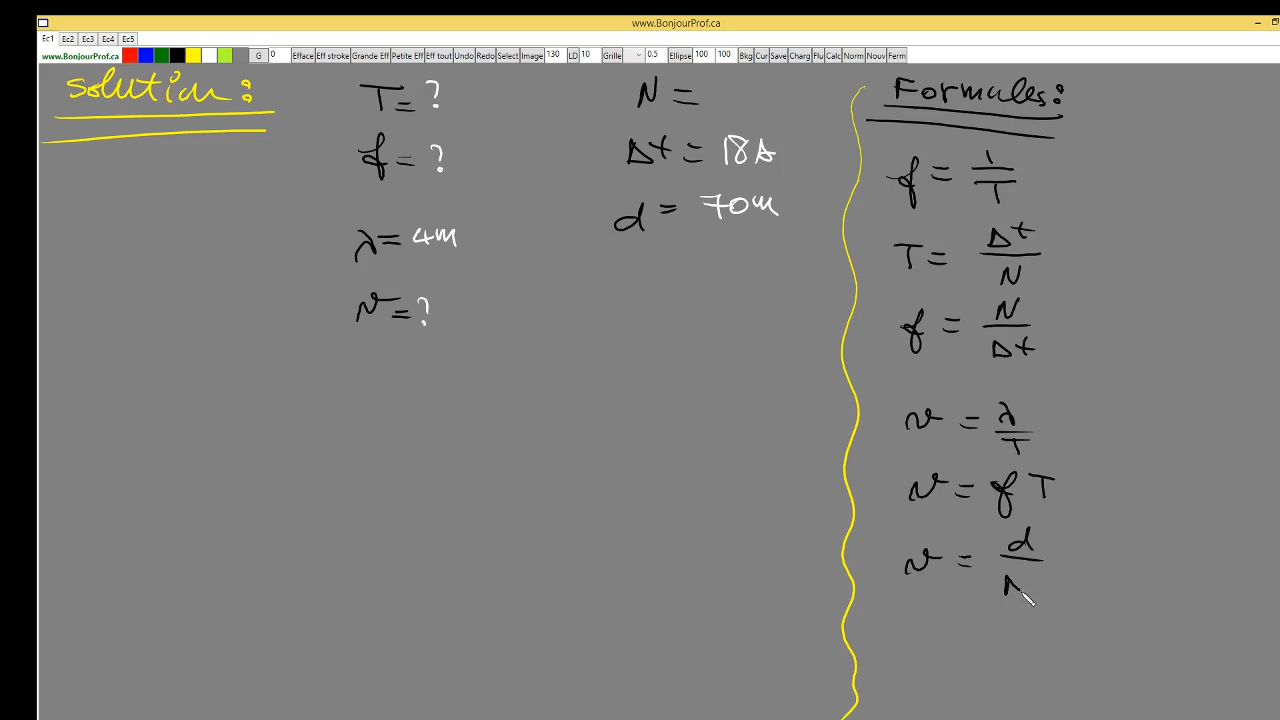 www.BonjourProf.ca
Ec1 Ec2 Ec3 Ec4 Ec5
www.BonjourProf.ca G 0 Efface Eff stroke Grande Eff Petite Eff Eff tout Undo Redo Select Image 130 LD 10 Grille 0.5 Ellipse 100 100 Bkg Cur Save Charg Flu Calc Norm Nouv Ferm
Solution:
T = ?
f = ?
λ = 4m
v = ?
N =
Δt = 18s
d = 70m
Formules:
f = 1/T
T = Δt/N
f = N/Δt
v = λ/T
v = f T
v = d/